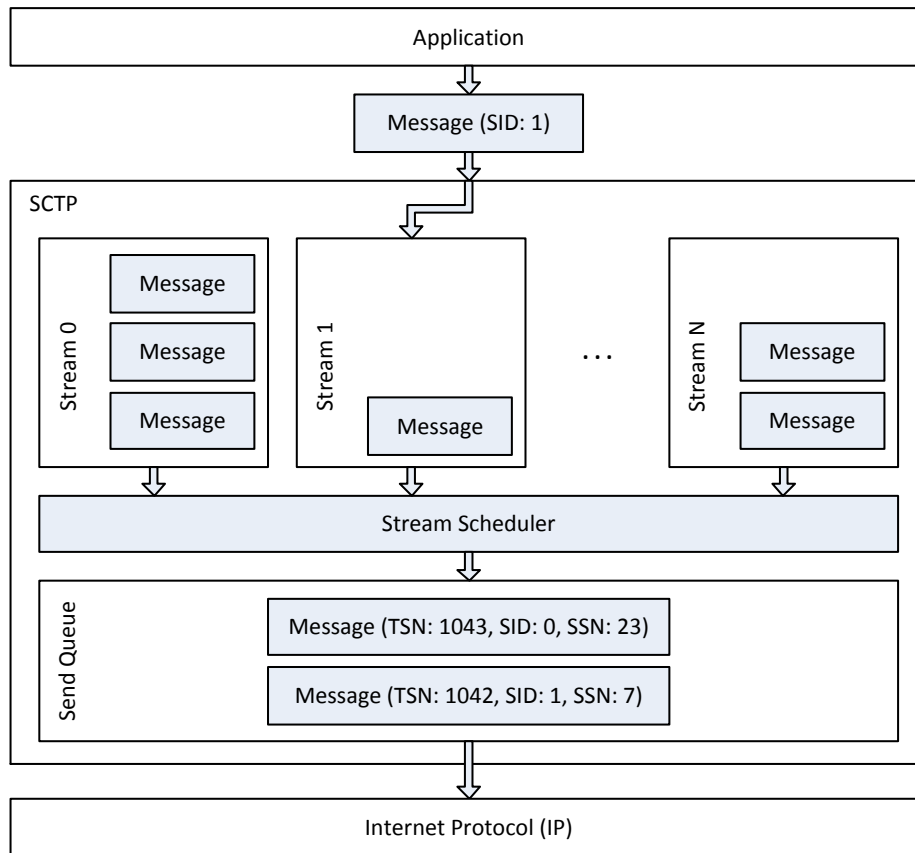 Application
Message (SID: 1)
SCTP
Stream 0
Message
Message
Message
Stream 1
Message
...
Stream N
Message
Message
Stream Scheduler
Send Queue
Message (TSN: 1043, SID: 0, SSN: 23)
Message (TSN: 1042, SID: 1, SSN: 7)
Internet Protocol (IP)